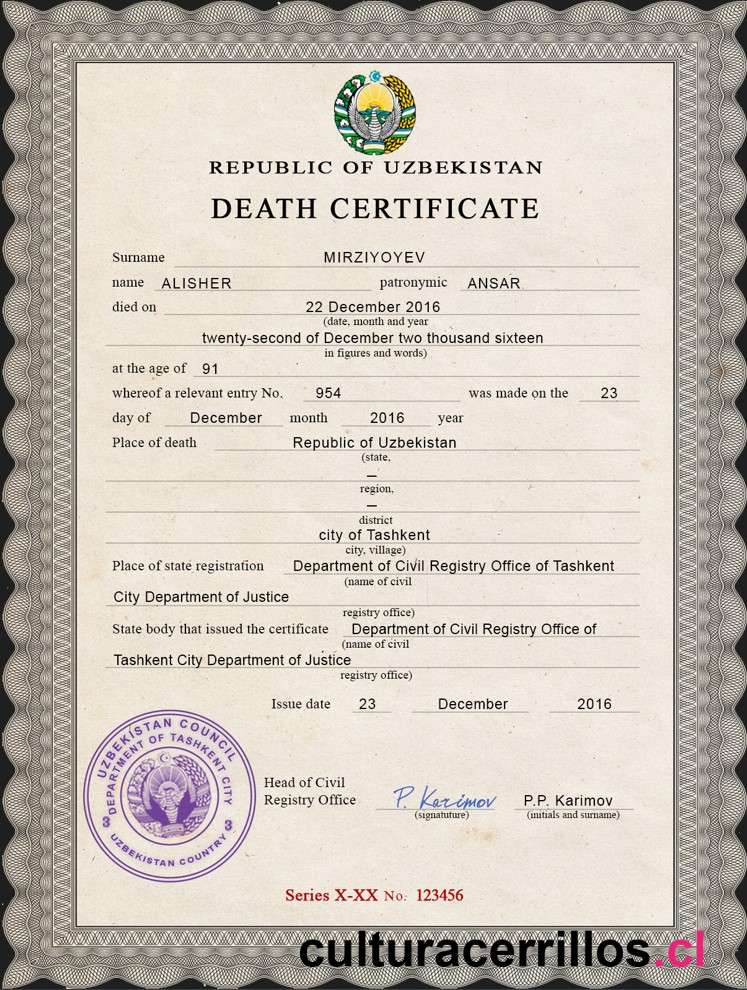 REPUBLIC OF UZBEKISTAN
DEATH CERTIFICATE
Surname MIRZIYOYEV
name ALISHER patronymic ANSAR
died on 22 December 2016
(date, month and year
twenty-second of December two thousand sixteen
in figures and words)
at the age of 91
whereof a relevant entry No. 954 was made on the 23
day of December month 2016 year
Place of death Republic of Uzbekistan
(state,
—
region,
—
district
city of Tashkent
city, village)
Place of state registration Department of Civil Registry Office of Tashkent
(name of civil
City Department of Justice
registry office)
State body that issued the certificate Department of Civil Registry Office of
(name of civil
Tashkent City Department of Justice
registry office)
Issue date 23 December 2016
UZBEKISTAN COUNCIL
DEPARTMENT OF TASHKENT CITY
3 3
UZBEKISTAN COUNTRY
Head of Civil
Registry Office P. Karimov P.P. Karimov
(signatuture) (initials and surname)
Series X-XX No. 123456
culturacerrillos.cl